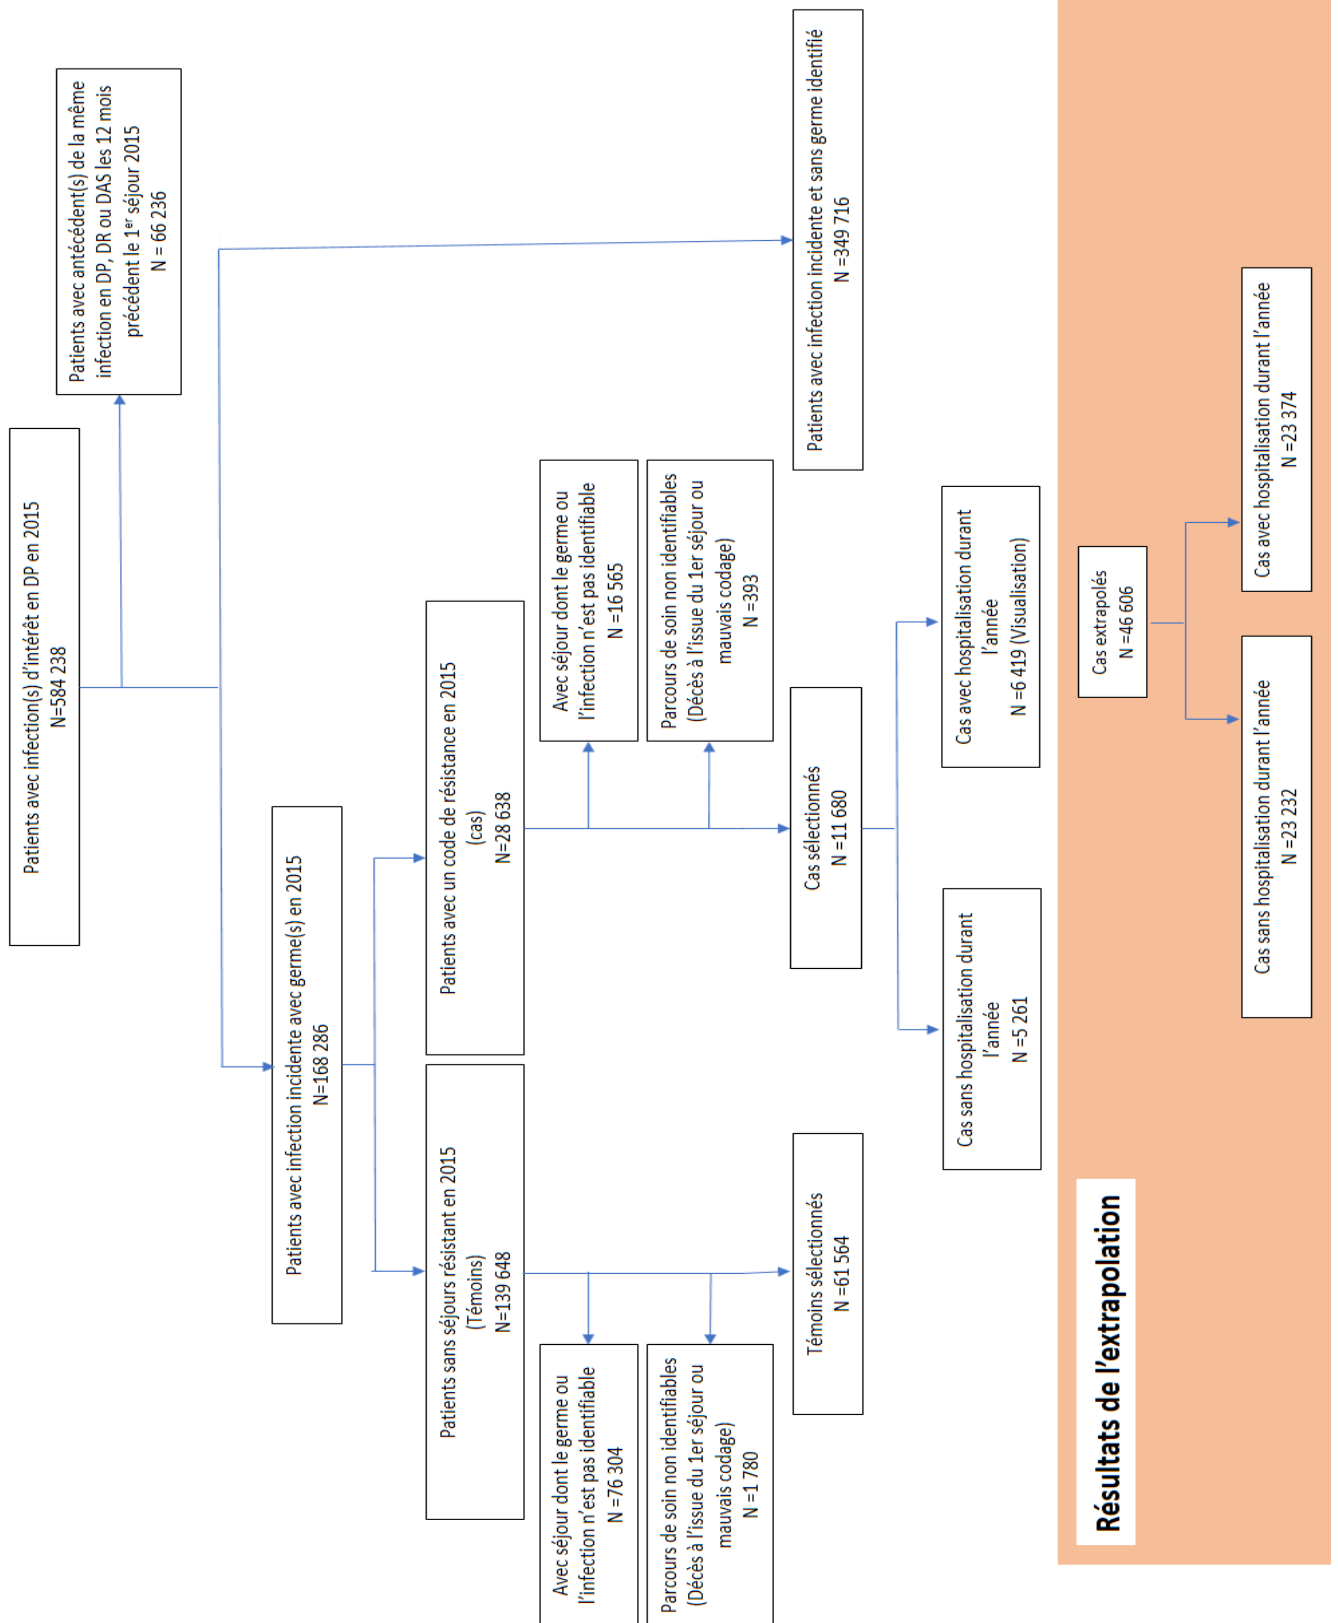 Patients avec infection(s) d'intérêt en DP en 2015
N=584 238
Patients avec antécédent(s) de la même
infection en DP, DR ou DAS les 12 mois
précédent le 1er séjour 2015
N = 66 236
Patients avec infection incidente avec germe(s) en 2015
N=168 286
Patients sans séjours résistant en 2015
(Témoins)
N=139 648
Patients avec un code de résistance en 2015
(cas)
N=28 638
Avec séjour dont le germe ou
l'infection n'est pas identifiable
N =76 304
Avec séjour dont le germe ou
l'infection n'est pas identifiable
N =16 565
Parcours de soin non identifiables
(Décès à l'issue du 1er séjour ou
mauvais codage)
N =1 780
Parcours de soin non identifiables
(Décès à l'issue du 1er séjour ou
mauvais codage)
N =393
Témoins sélectionnés
N =61 564
Cas sélectionnés
N =11 680
Patients avec infection incidente et sans germe identifié
N =349 716
Cas sans hospitalisation durant
l'année
N =5 261
Cas avec hospitalisation durant
l'année
N =6 419 (Visualisation)
Résultats de l'extrapolation
Cas extrapolés
N =46 606
Cas sans hospitalisation durant l'année
N =23 232
Cas avec hospitalisation durant l'année
N =23 374